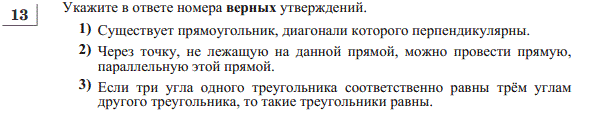 13
Укажите в ответе номера верных утверждений.
1) Существует прямоугольник, диагонали которого перпендикулярны.
2) Через точку, не лежащую на данной прямой, можно провести прямую,
параллельную этой прямой.
3) Если три угла одного треугольника соответственно равны трём углам
другого треугольника, то такие треугольники равны.